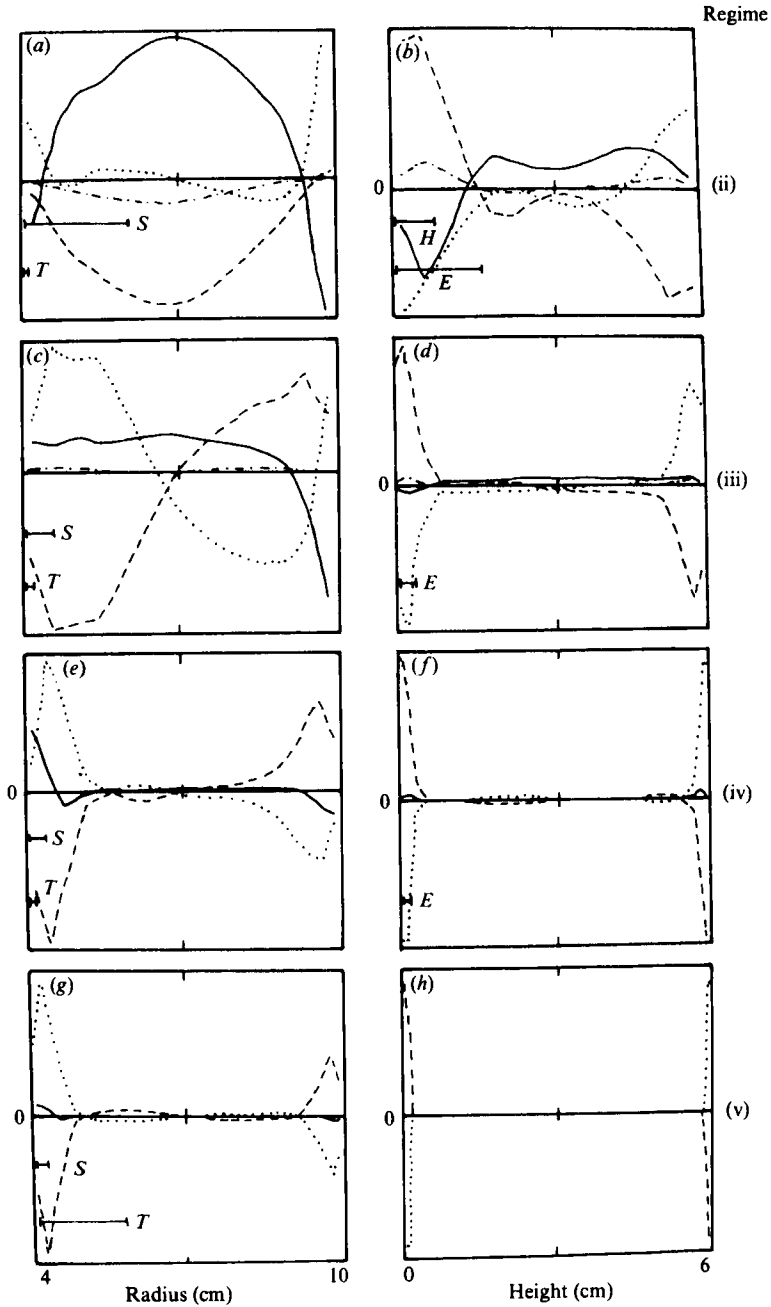 Regime
(a)
S
T
(b)
0
H
E
(ii)
(c)
S
T
(d)
0
E
(iii)
(e)
0
S
T
(f)
0
E
(iv)
(g)
0
S
T
(h)
0
(v)
4
10
Radius (cm)
0
6
Height (cm)